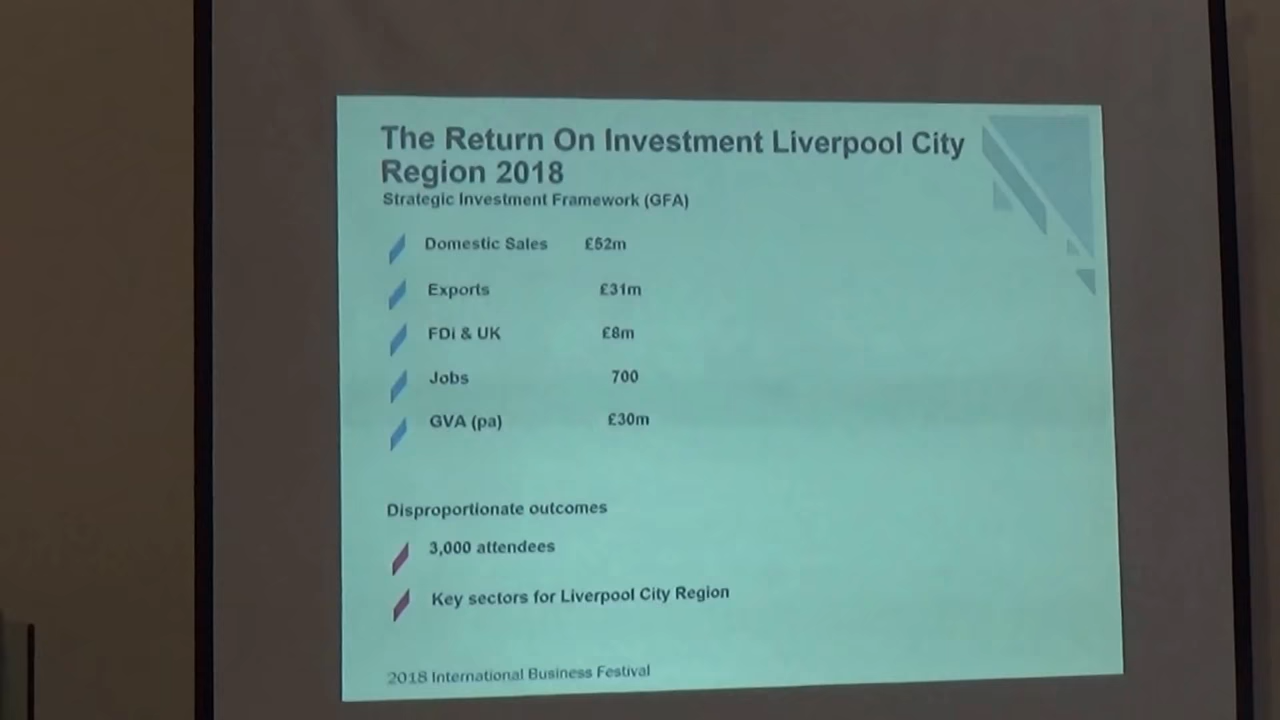 The Return On Investment Liverpool City
Region 2018
Strategic Investment Framework (GFA)
Domestic Sales £52m
Exports £31m
FDi & UK £8m
Jobs 700
GVA (pa) £30m
Disproportionate outcomes
3,000 attendees
Key sectors for Liverpool City Region
2018 International Business Festival